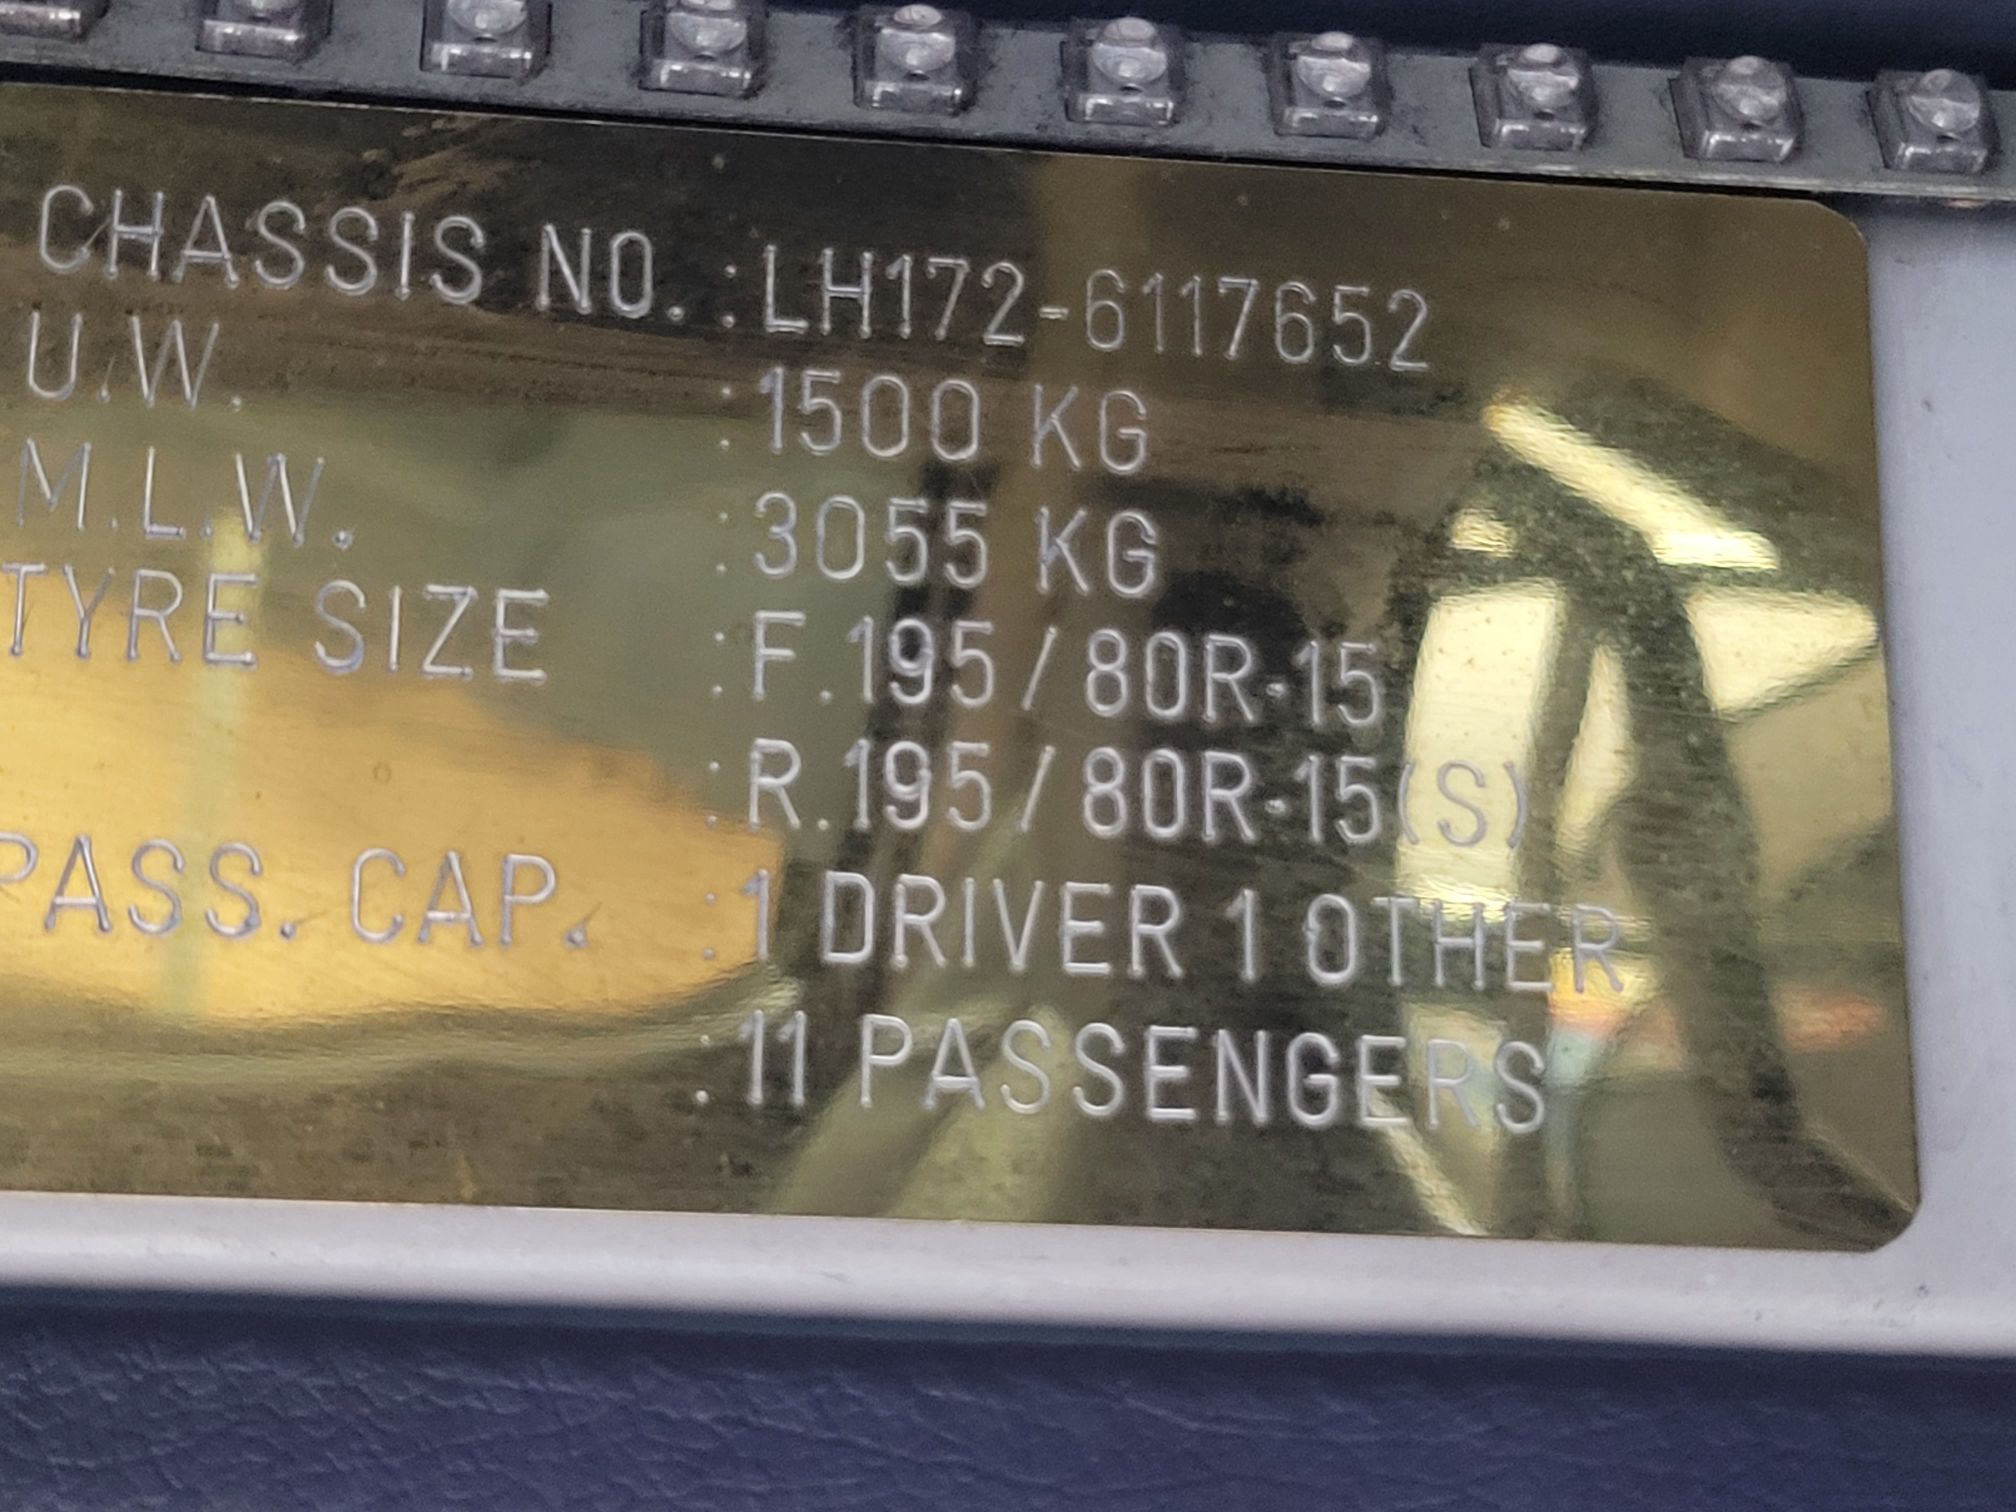 CHASSIS NO. : LH172-6117652
U.W. : 1500 KG
M.L.W. : 3055 KG
TYRE SIZE : F.195/80R-15
: R.195/80R-15(S)
PASS. CAP. : 1 DRIVER 1 OTHER
. 11 PASSENGERS